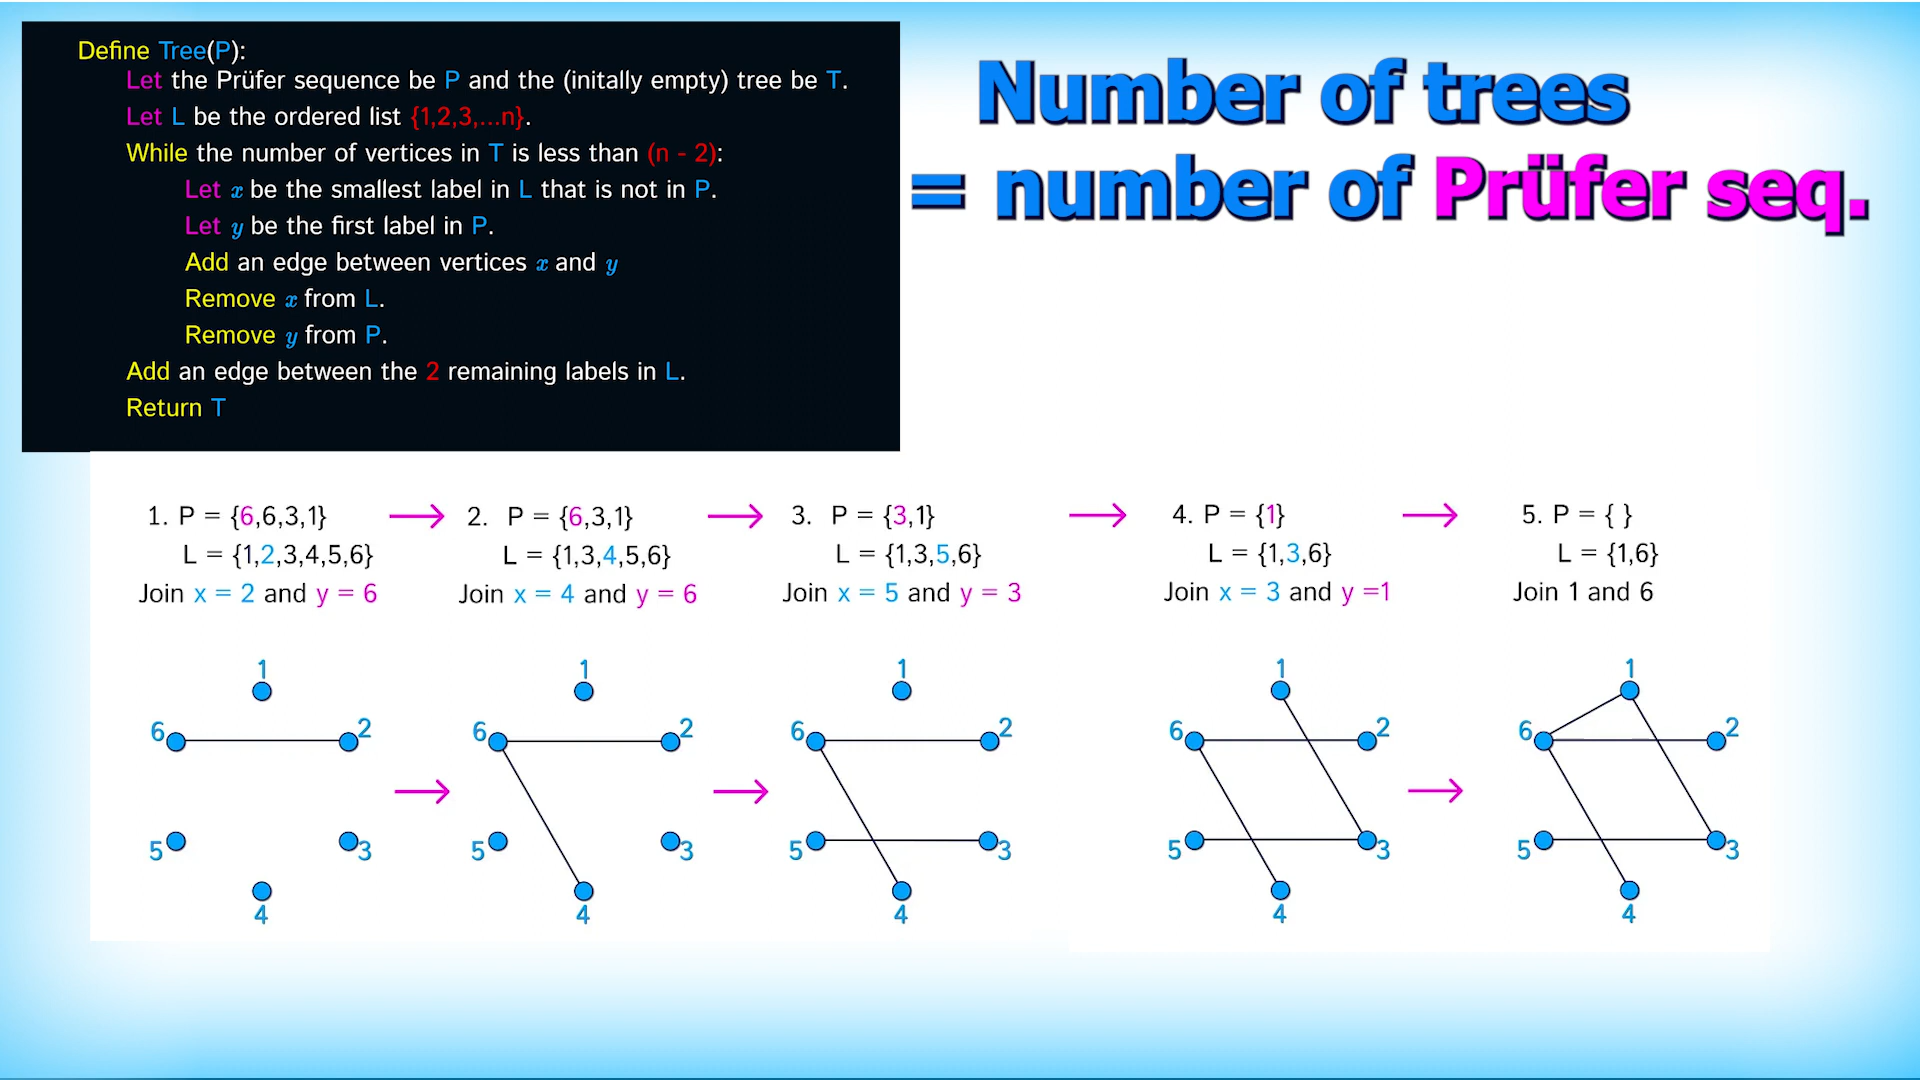 Define Tree(P):
Let the Prüfer sequence be P and the (initally empty) tree be T.
Let L be the ordered list {1,2,3,...n}.
While the number of vertices in T is less than (n - 2):
Let x be the smallest label in L that is not in P.
Let y be the first label in P.
Add an edge between vertices x and y
Remove x from L.
Remove y from P.
Add an edge between the 2 remaining labels in L.
Return T
Number of trees
= number of Prüfer seq.
1. P = {6,6,3,1}
L = {1,2,3,4,5,6}
Join x = 2 and y = 6
2. P = {6,3,1}
L = {1,3,4,5,6}
Join x = 4 and y = 6
3. P = {3,1}
L = {1,3,5,6}
Join x = 5 and y = 3
4. P = {1}
L = {1,3,6}
Join x = 3 and y =1
5. P = { }
L = {1,6}
Join 1 and 6
1
6 2
5 3
4
1
6 2
5 3
4
1
6 2
5 3
4
1
6 2
5 3
4
1
6 2
5 3
4